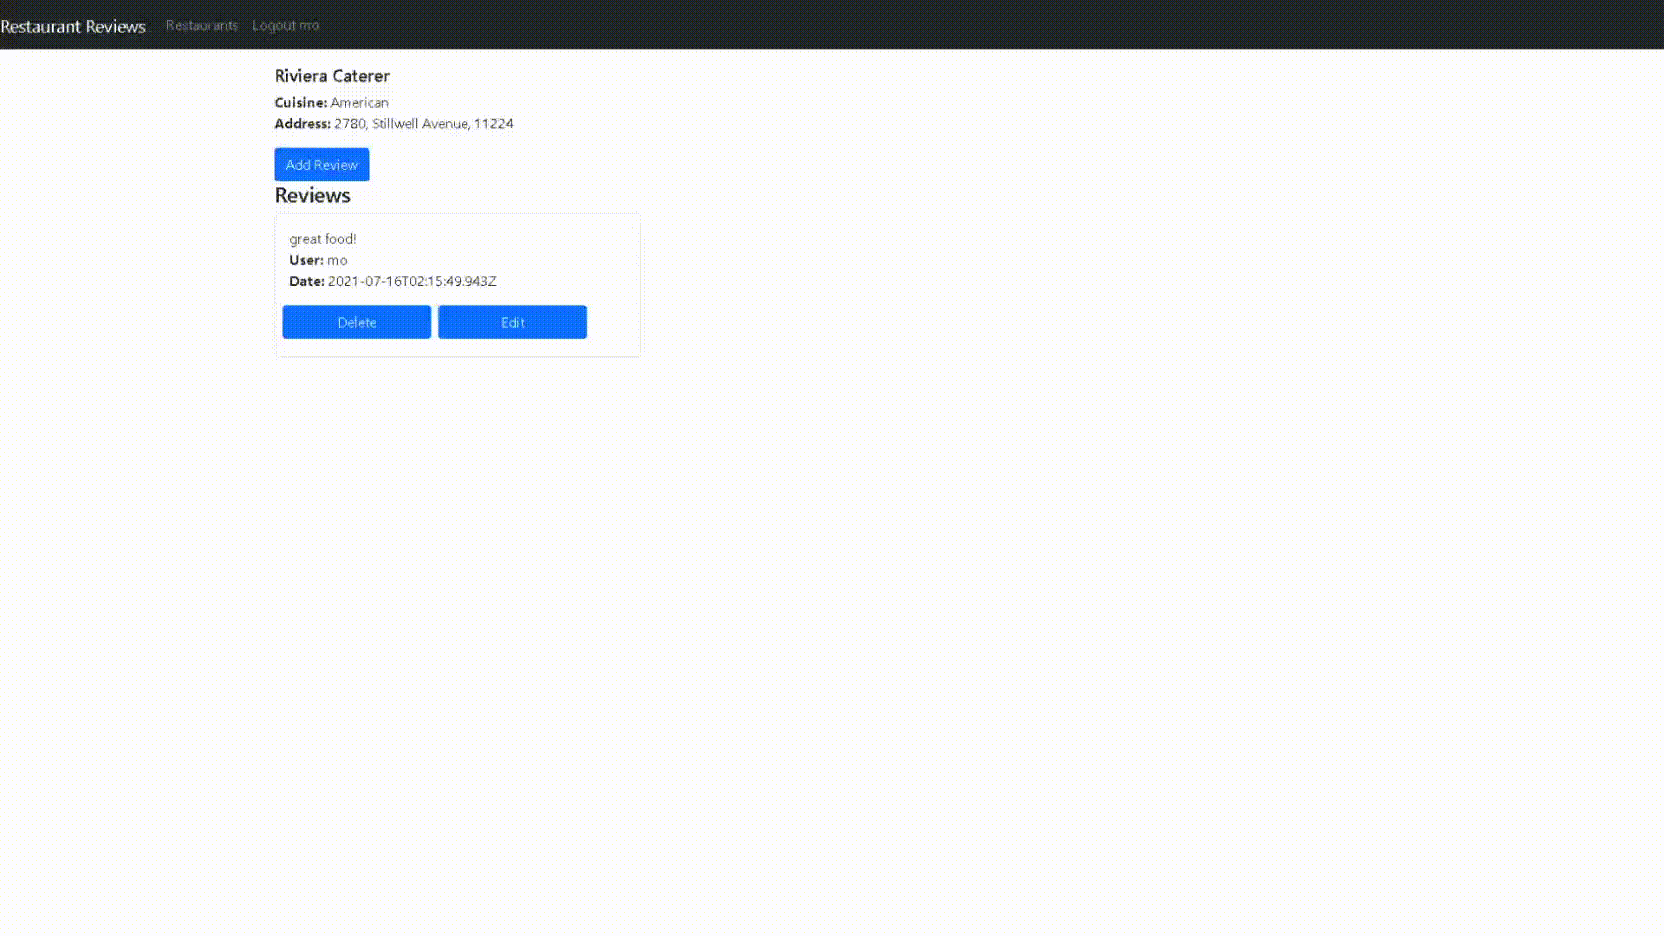 Restaurant Reviews Restaurants Logout mo
Riviera Caterer
Cuisine: American
Address: 2780, Stillwell Avenue, 11224
Add Review
Reviews
great food!
User: mo
Date: 2021-07-16T02:15:49.943Z
Delete Edit